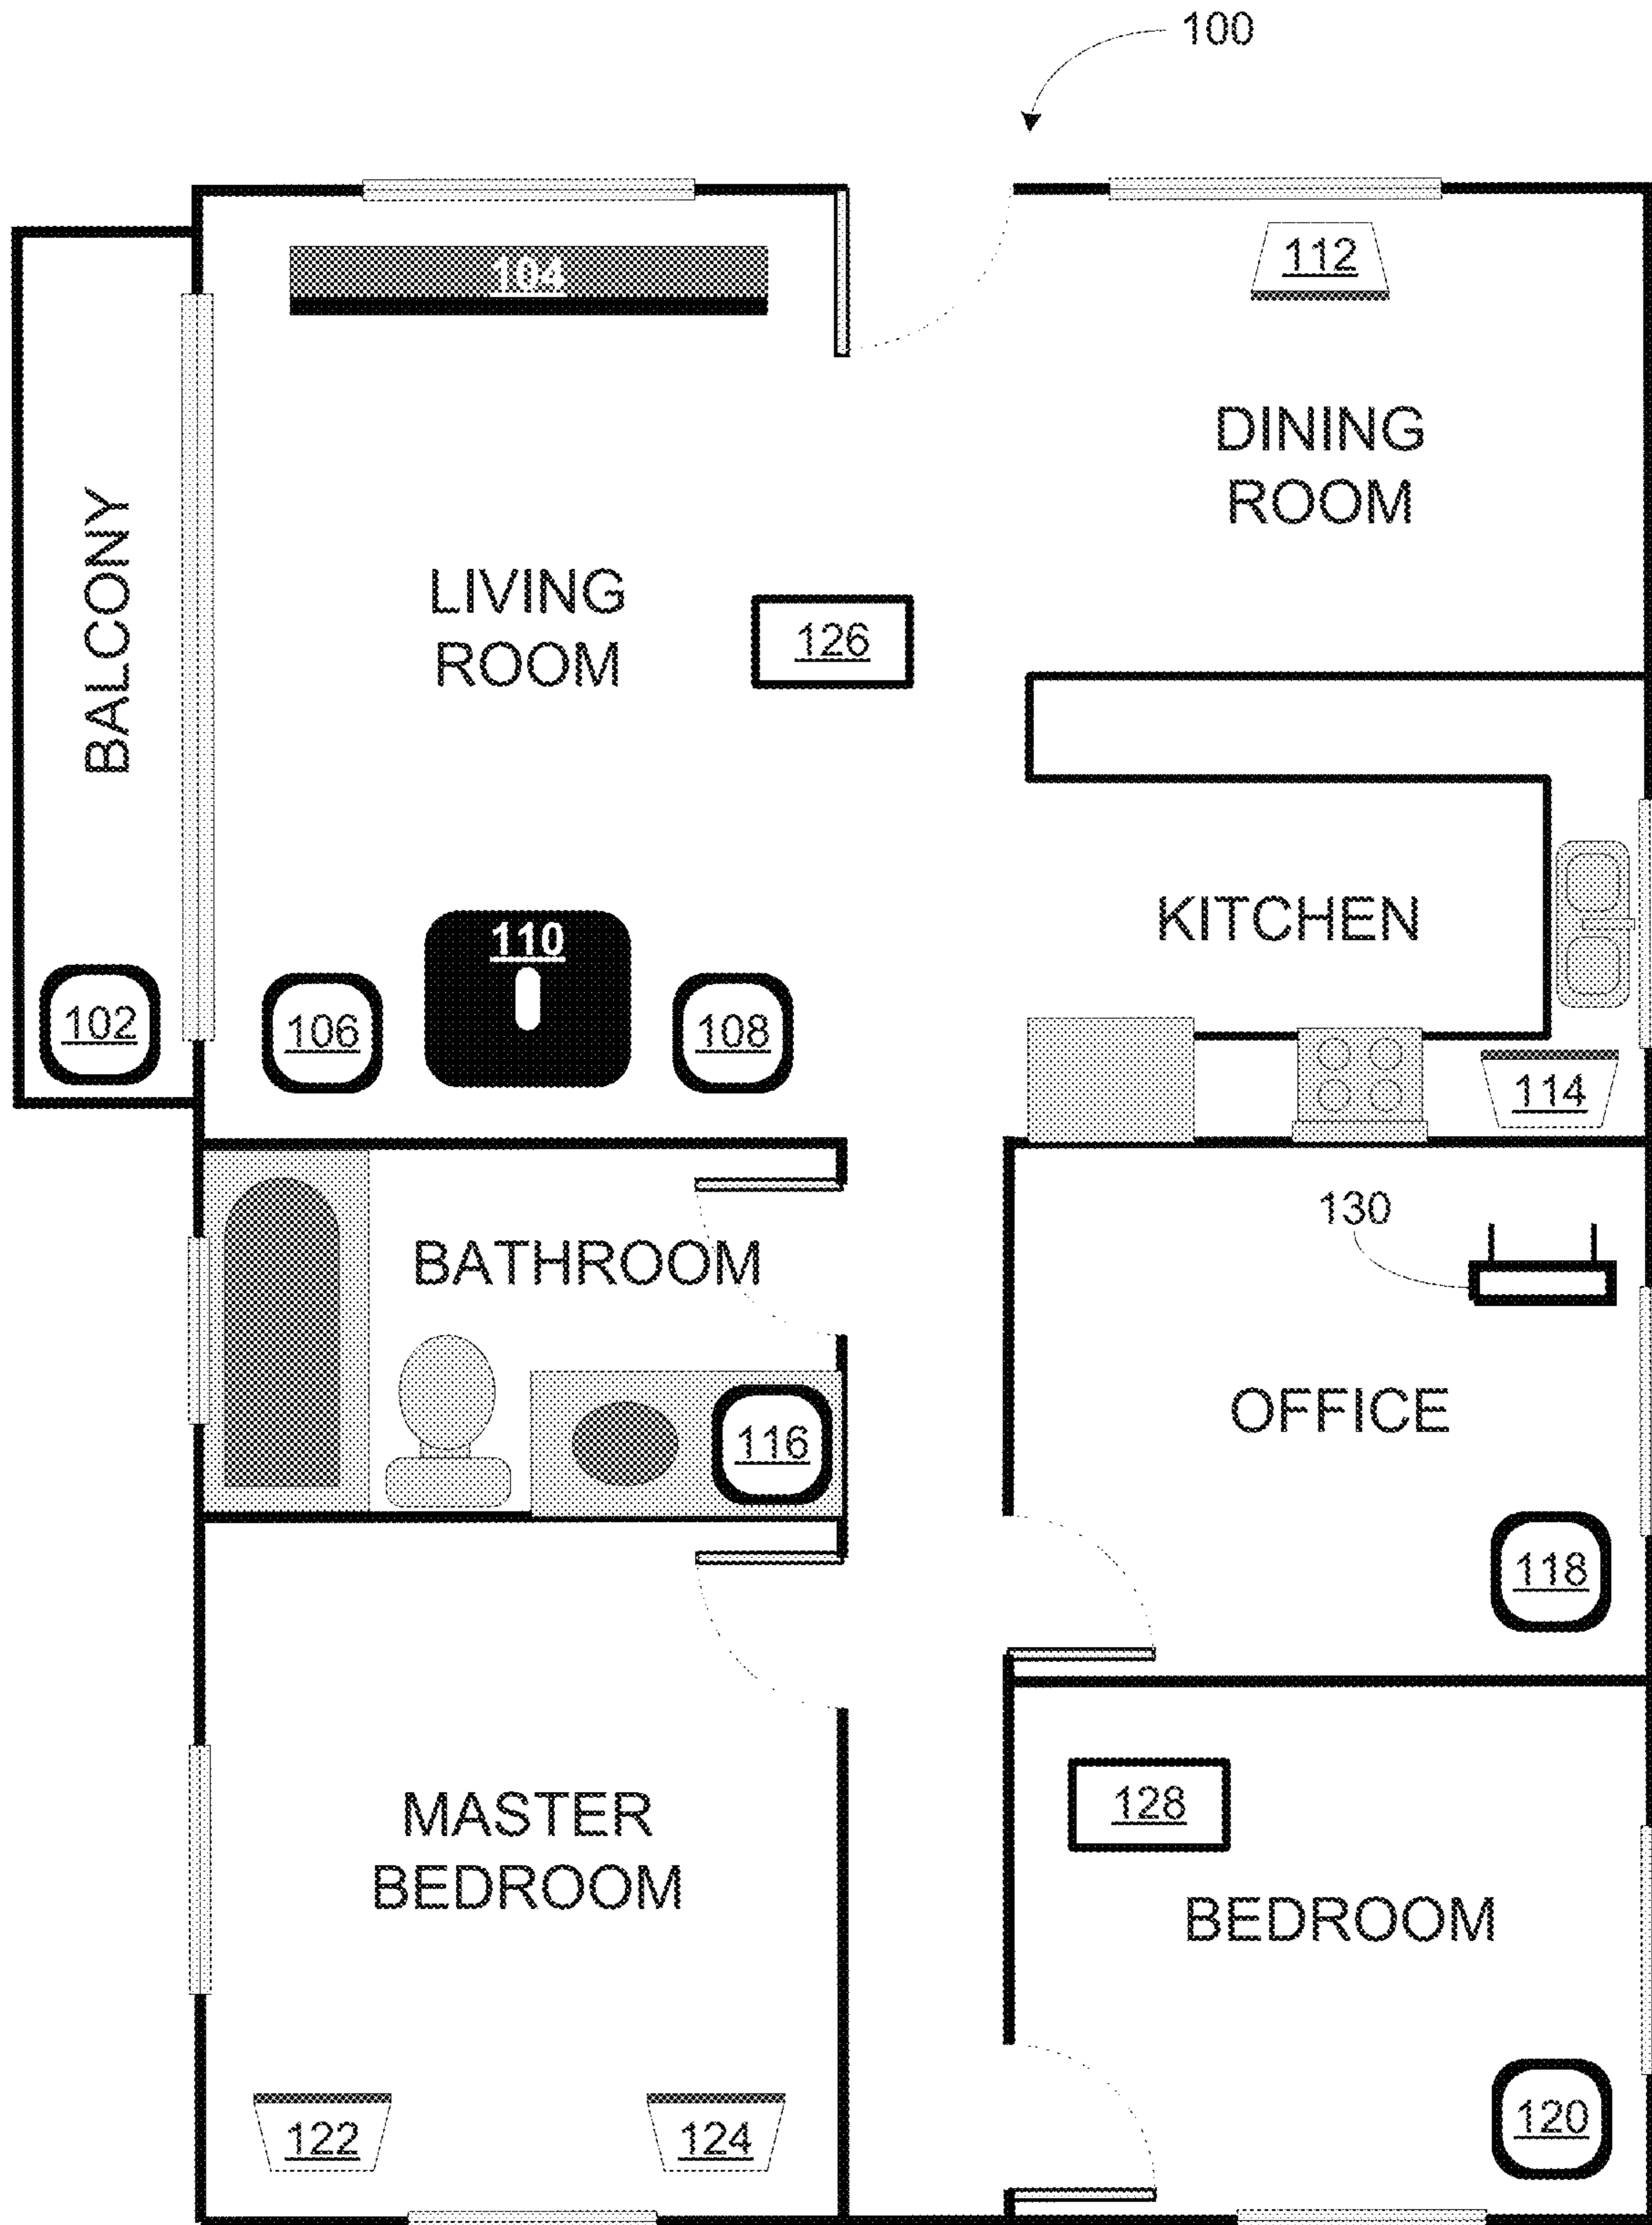 100
104
112
DINING
ROOM
BALCONY
LIVING
ROOM
126
KITCHEN
110
102
106
108
114
130
BATHROOM
OFFICE
116
118
MASTER
BEDROOM
128
BEDROOM
122
124
120